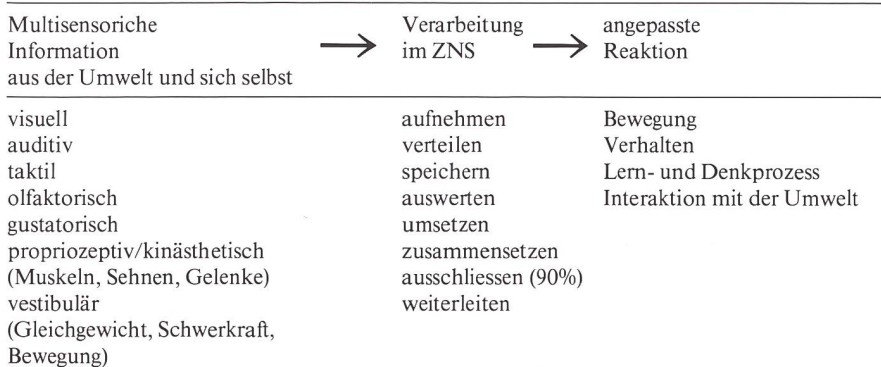 Multisensoriche Verarbeitung angepasste
Information → im ZNS → Reaktion
aus der Umwelt und sich selbst
visuell aufnehmen Bewegung
auditiv verteilen Verhalten
taktil speichern Lern- und Denkprozess
olfaktorisch auswerten Interaktion mit der Umwelt
gustatorisch umsetzen
propriozeptiv/kinästhetisch zusammensetzen
(Muskeln, Sehnen, Gelenke) ausschliessen (90%)
vestibulär weiterleiten
(Gleichgewicht, Schwerkraft,
Bewegung)